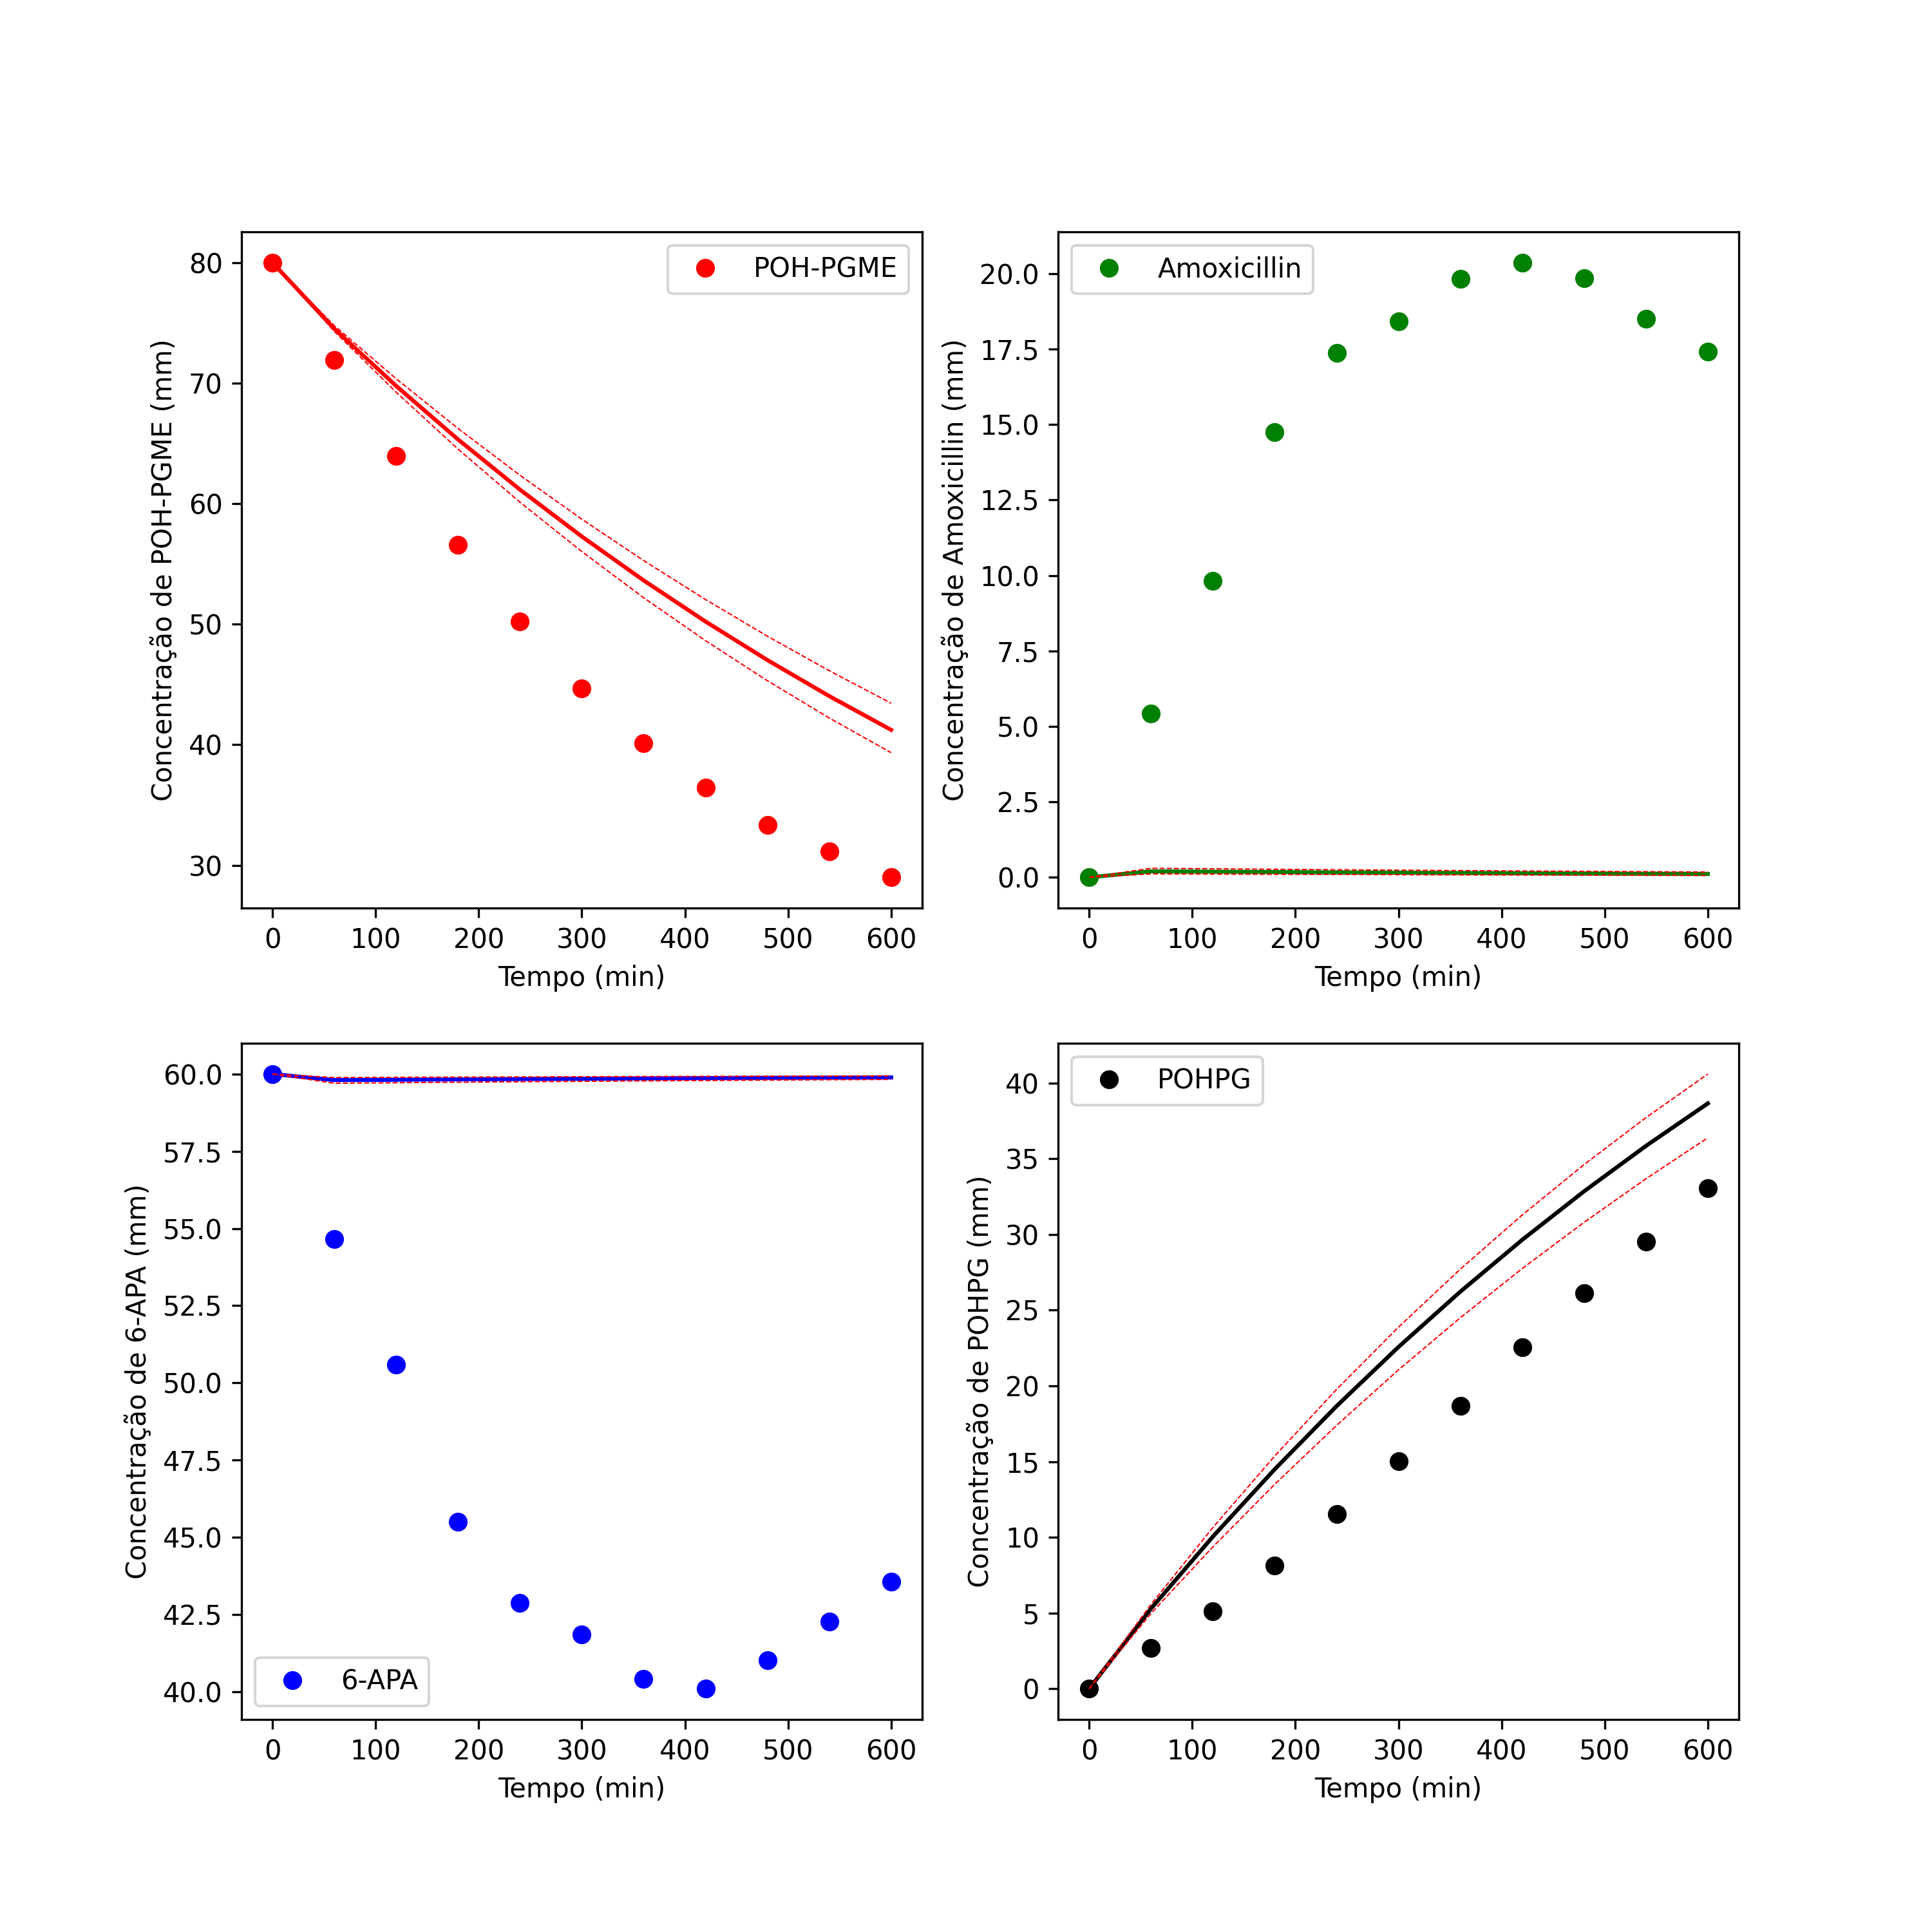 POH-PGME
Concentração de POH-PGME (mm)
80
70
60
50
40
30
0 100 200 300 400 500 600
Tempo (min)
Amoxicillin
Concentração de Amoxicillin (mm)
20.0
17.5
15.0
12.5
10.0
7.5
5.0
2.5
0.0
0 100 200 300 400 500 600
Tempo (min)
6-APA
Concentração de 6-APA (mm)
60.0
57.5
55.0
52.5
50.0
47.5
45.0
42.5
40.0
0 100 200 300 400 500 600
Tempo (min)
POHPG
Concentração de POHPG (mm)
40
35
30
25
20
15
10
5
0
0 100 200 300 400 500 600
Tempo (min)